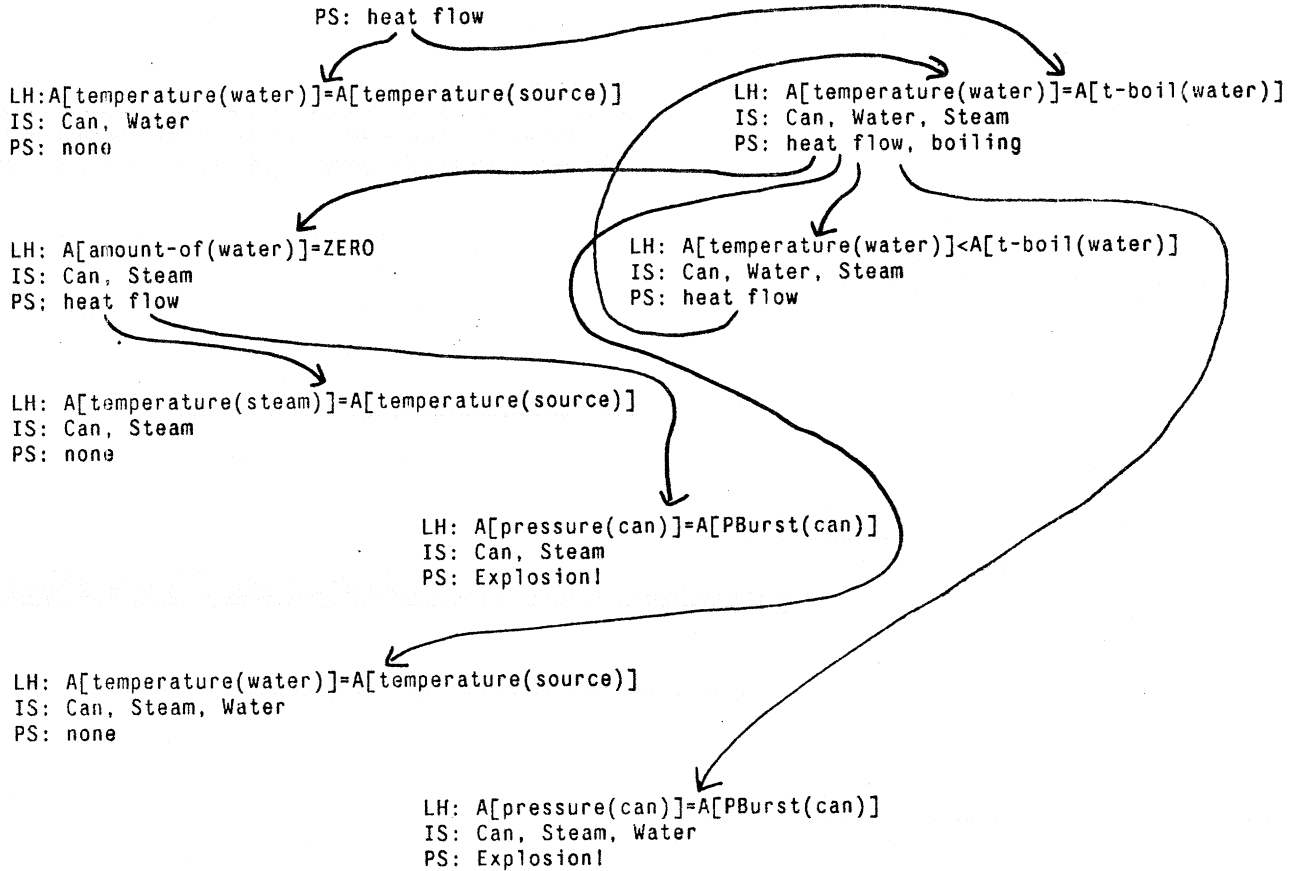 PS: heat flow
LH:A[temperature(water)]=A[temperature(source)]
IS: Can, Water
PS: none
LH: A[temperature(water)]=A[t-boil(water)]
IS: Can, Water, Steam
PS: heat flow, boiling
LH: A[amount-of(water)]=ZERO
IS: Can, Steam
PS: heat flow
LH: A[temperature(water)]<A[t-boil(water)]
IS: Can, Water, Steam
PS: heat flow
LH: A[temperature(steam)]=A[temperature(source)]
IS: Can, Steam
PS: none
LH: A[pressure(can)]=A[PBurst(can)]
IS: Can, Steam
PS: Explosion!
LH: A[temperature(water)]=A[temperature(source)]
IS: Can, Steam, Water
PS: none
LH: A[pressure(can)]=A[PBurst(can)]
IS: Can, Steam, Water
PS: Explosion!